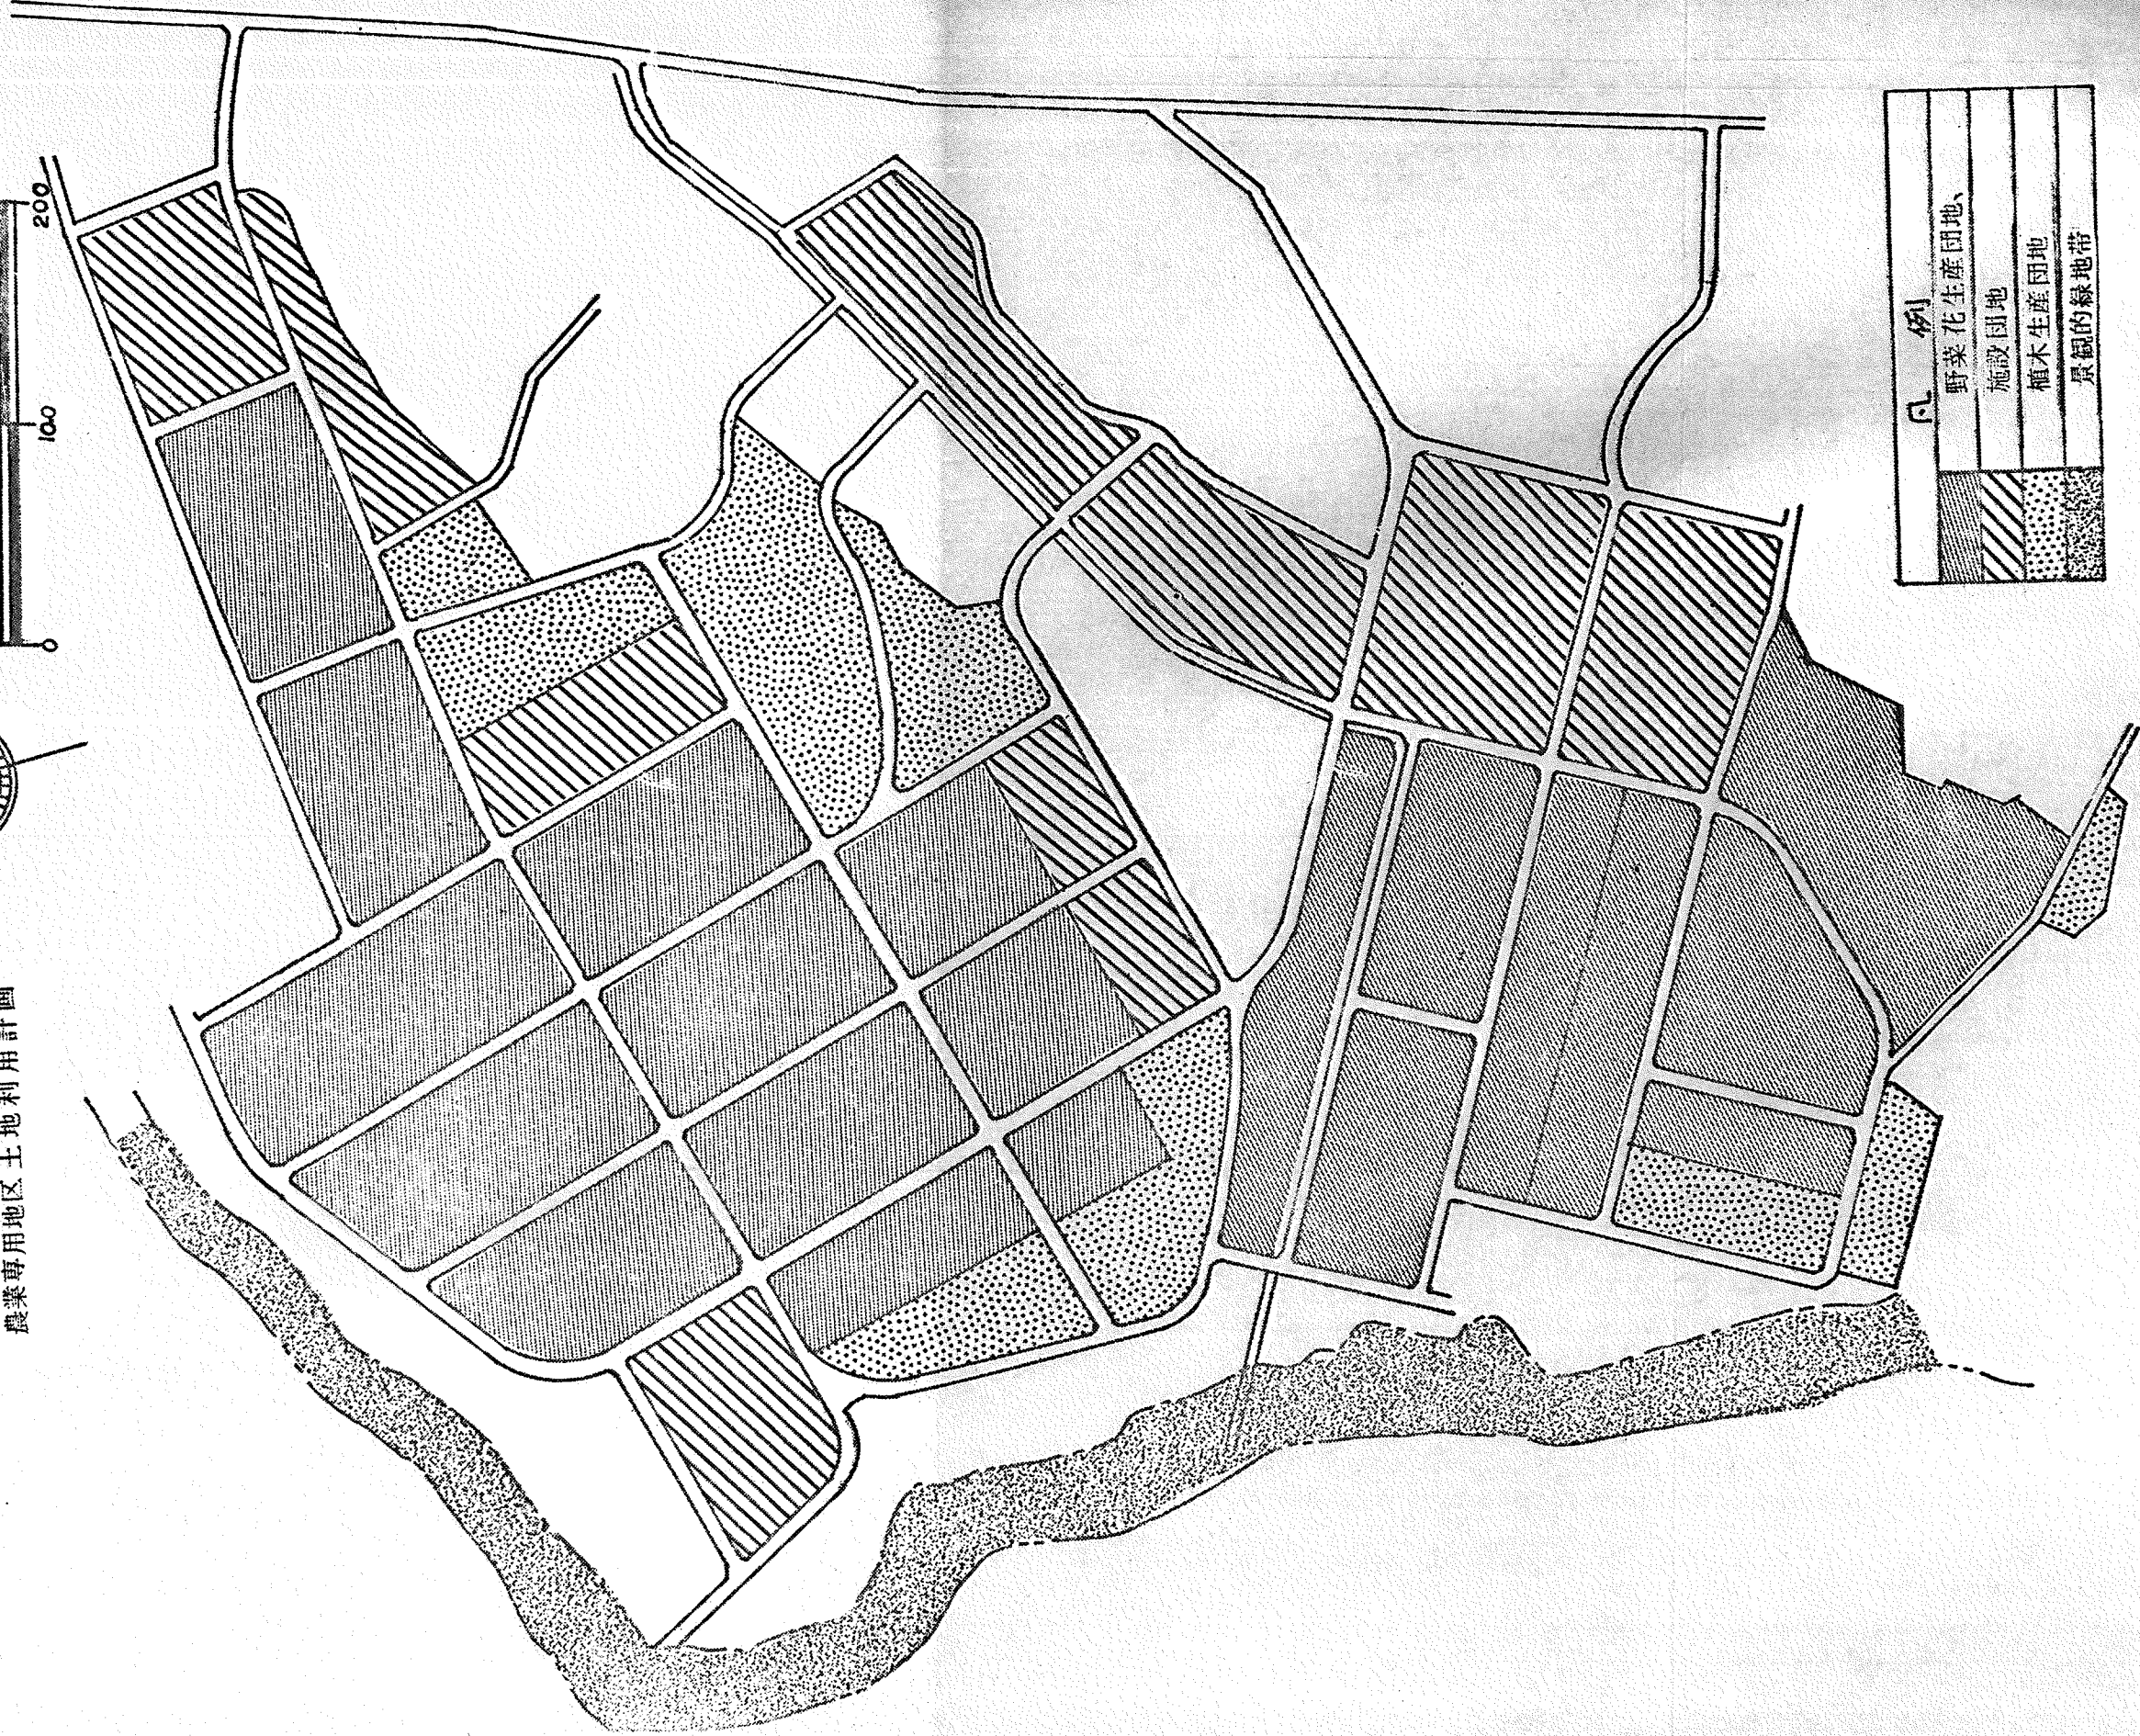 農業専用地区土地利用計画
0 100 200
凡例
野菜花生産団地、
施設団地
植木生産団地
景観的緑地帯